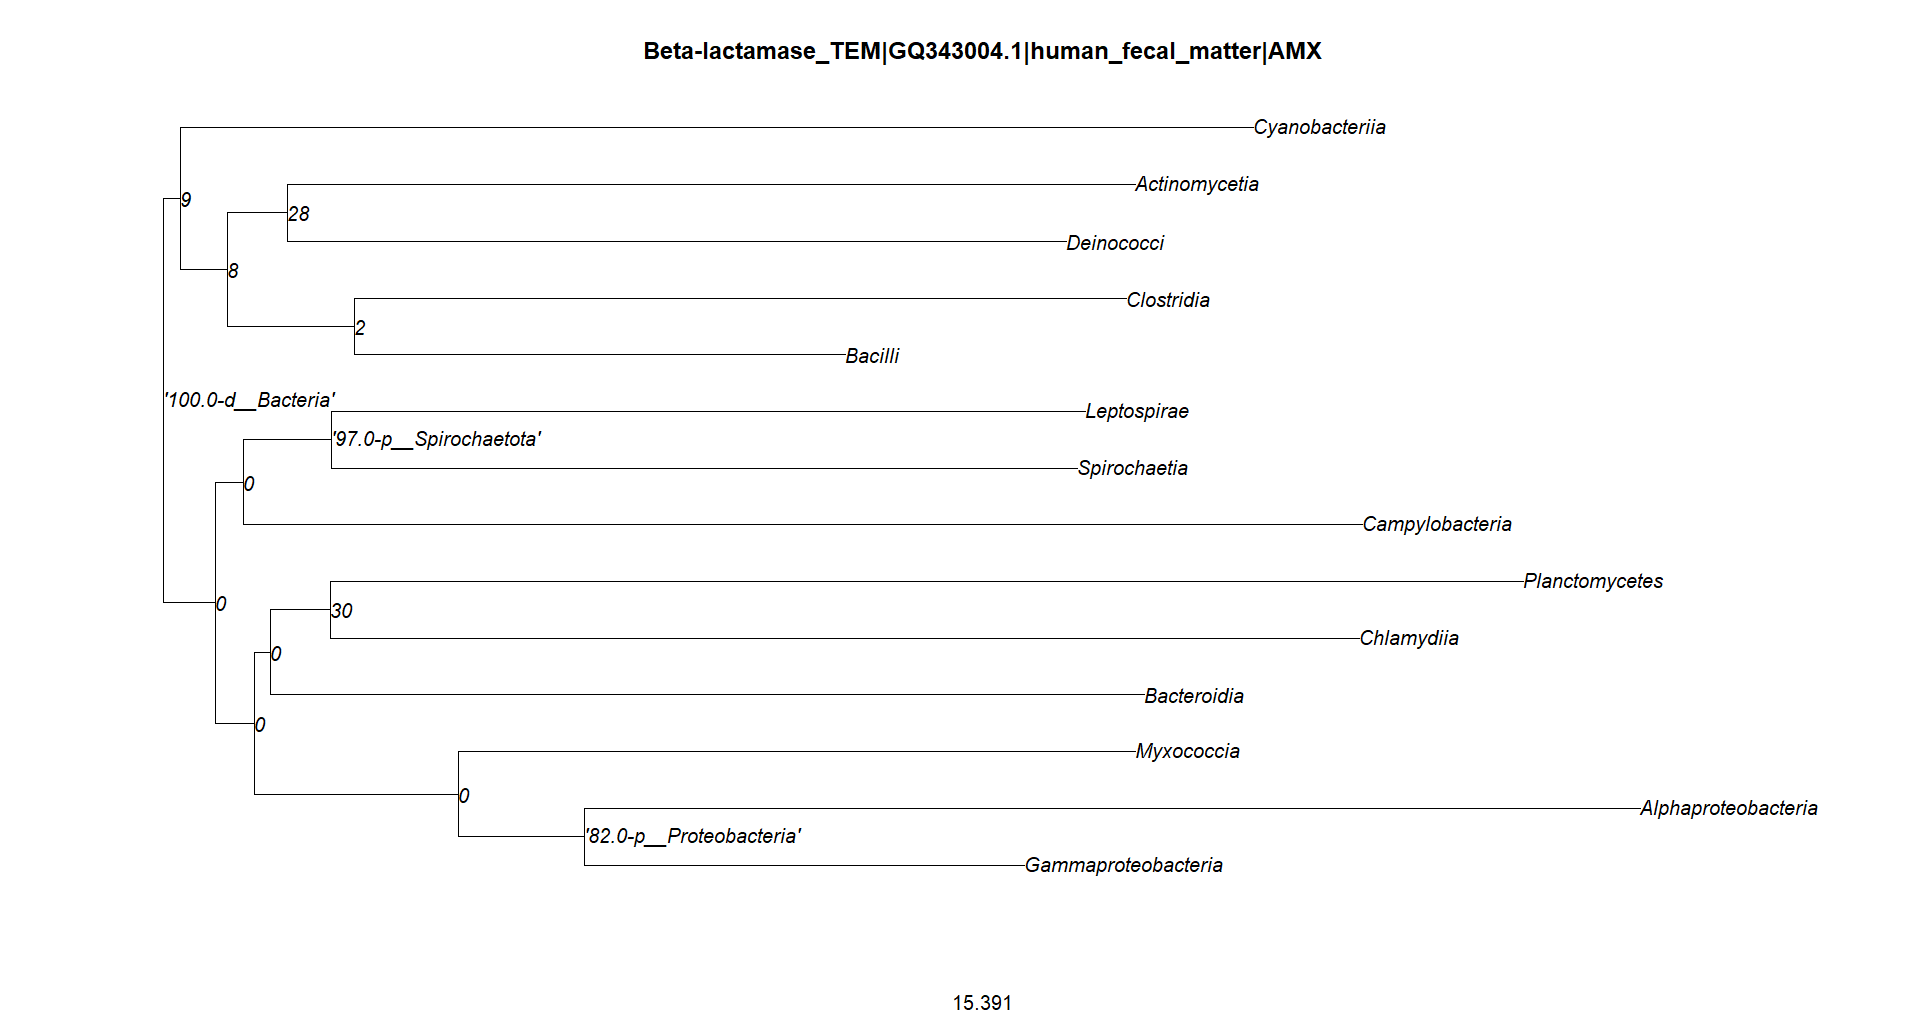 Beta-lactamase_TEM|GQ343004.1|human_fecal_matter|AMX
Cyanobacteriia
Actinomycetia
9
28
Deinococci
8
Clostridia
2
Bacilli
'100.0-d__Bacteria'
Leptospirae
'97.0-p__Spirochaetota'
Spirochaetia
0
Campylobacteria
Planctomycetes
0
30
Chlamydiia
0
Bacteroidia
0
Myxococcia
0
Alphaproteobacteria
'82.0-p__Proteobacteria'
Gammaproteobacteria
15.391